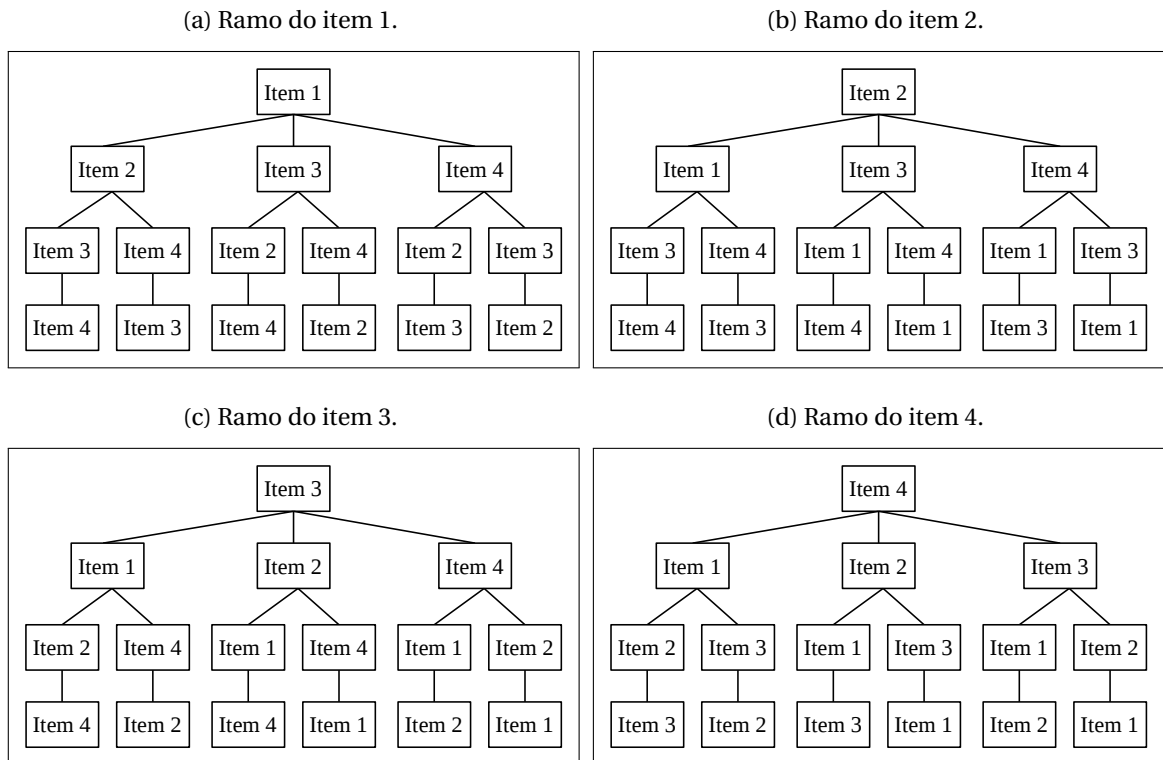 (a) Ramo do item 1.
Item 1
Item 2 Item 3 Item 4
Item 3 Item 4 Item 2 Item 4 Item 2 Item 3
Item 4 Item 3 Item 4 Item 2 Item 3 Item 2
(b) Ramo do item 2.
Item 2
Item 1 Item 3 Item 4
Item 3 Item 4 Item 1 Item 4 Item 1 Item 3
Item 4 Item 3 Item 4 Item 1 Item 3 Item 1
(c) Ramo do item 3.
Item 3
Item 1 Item 2 Item 4
Item 2 Item 4 Item 1 Item 4 Item 1 Item 2
Item 4 Item 2 Item 4 Item 1 Item 2 Item 1
(d) Ramo do item 4.
Item 4
Item 1 Item 2 Item 3
Item 2 Item 3 Item 1 Item 3 Item 1 Item 2
Item 3 Item 2 Item 3 Item 1 Item 2 Item 1